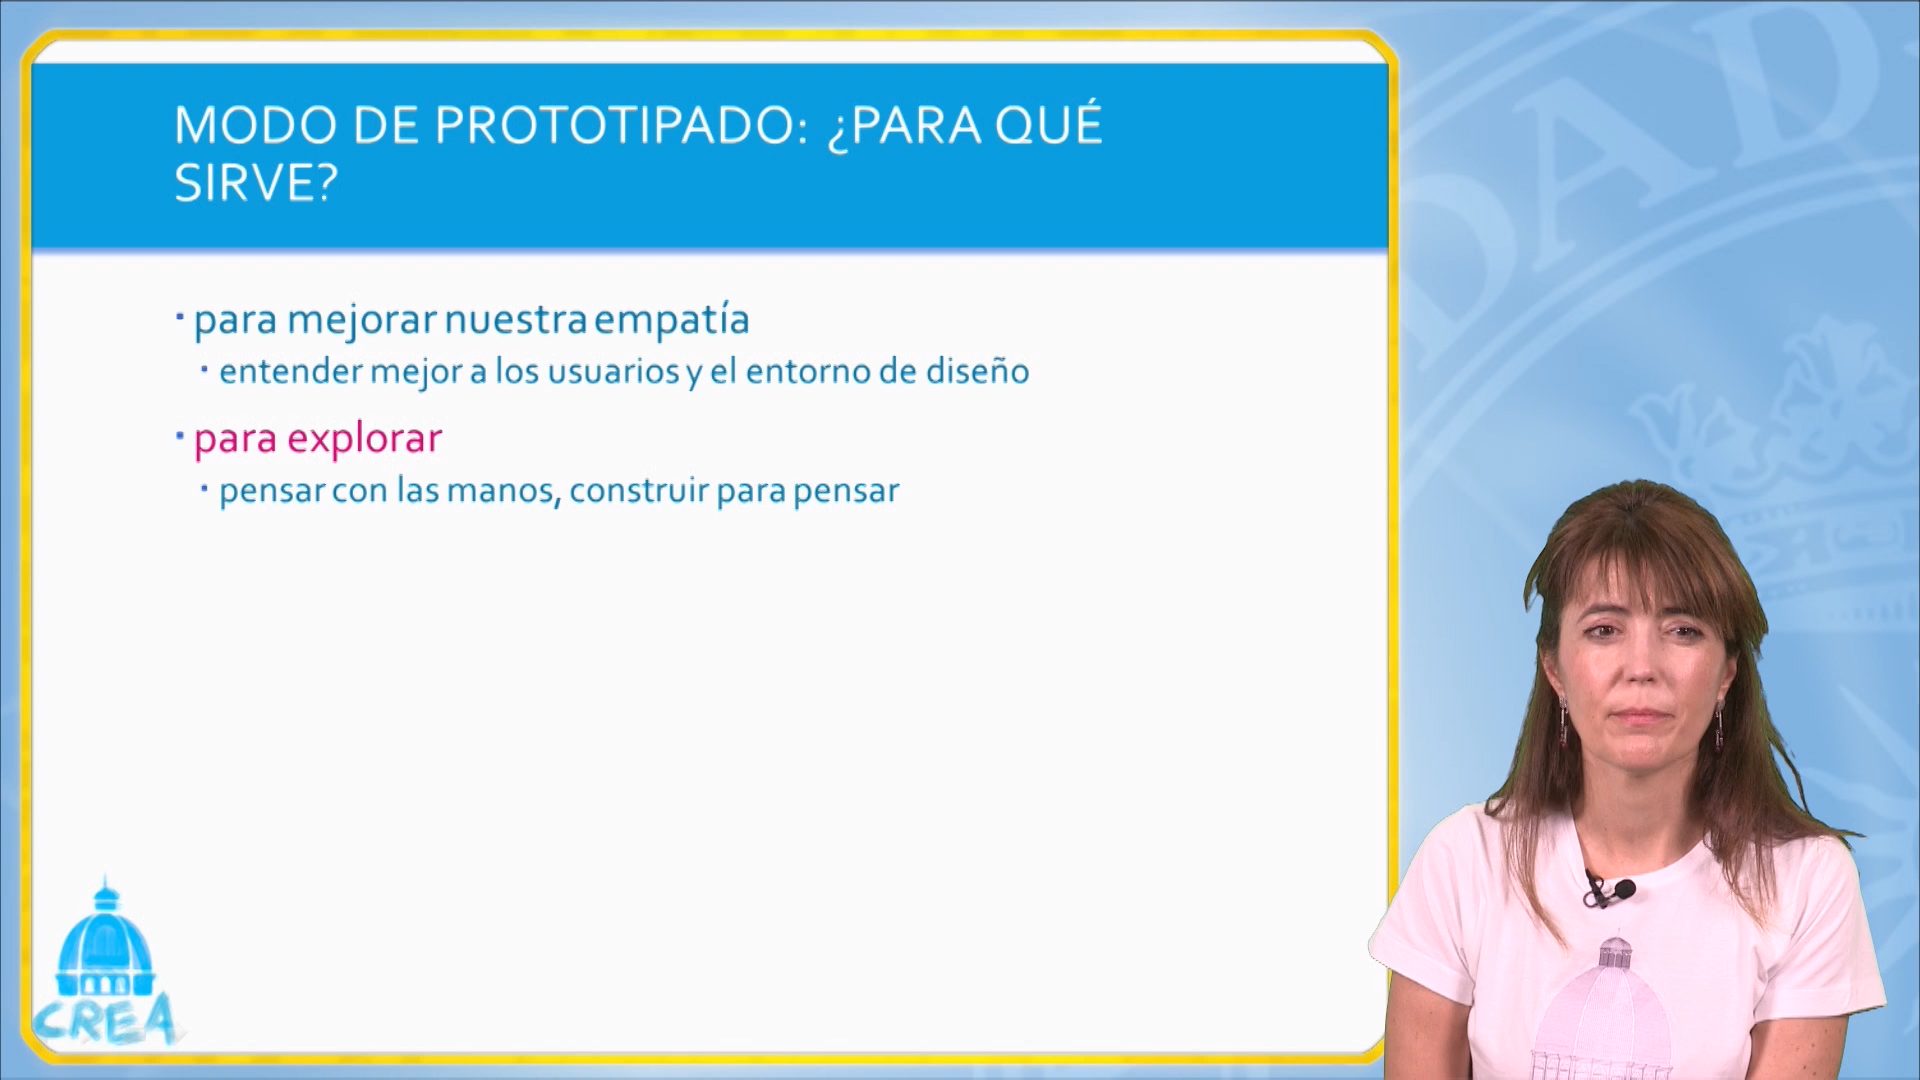 MODO DE PROTOTIPADO: ¿PARA QUÉ
SIRVE?
para mejorar nuestra empatía
entender mejor a los usuarios y el entorno de diseño
para explorar
pensar con las manos, construir para pensar
CREA
DAD